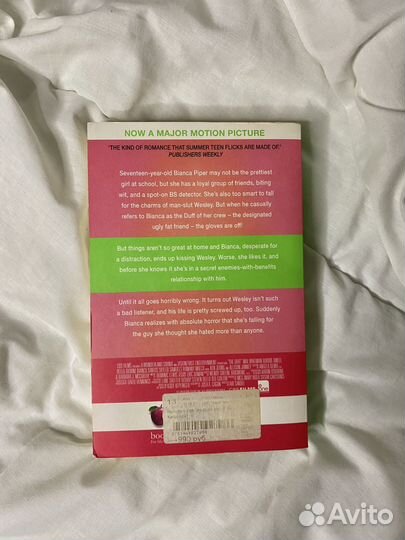 NOW A MAJOR MOTION PICTURE
'THE KIND OF ROMANCE THAT SUMMER TEEN FLICKS ARE MADE OF.'
PUBLISHERS WEEKLY
Seventeen-year-old Bianca Piper may not be the prettiest
girl at school, but she has a loyal group of friends, biting
wit, and a spot-on BS detector. She's also too smart to fall
for the charms of man-slut Wesley. But when he casually
refers to Bianca as the Duff of her crew – the designated
ugly fat friend – the gloves are off!
But things aren't so great at home and Bianca, desperate for
a distraction, ends up kissing Wesley. Worse, she likes it, and
before she knows it she's in a secret enemies-with-benefits
relationship with him.
Until it all goes horribly wrong. It turns out Wesley isn't such
a bad listener, and his life is pretty screwed up, too. Suddenly
Bianca realizes with absolute horror that she's falling for
the guy she thought she hated more than anyone.
990 руб
Avito